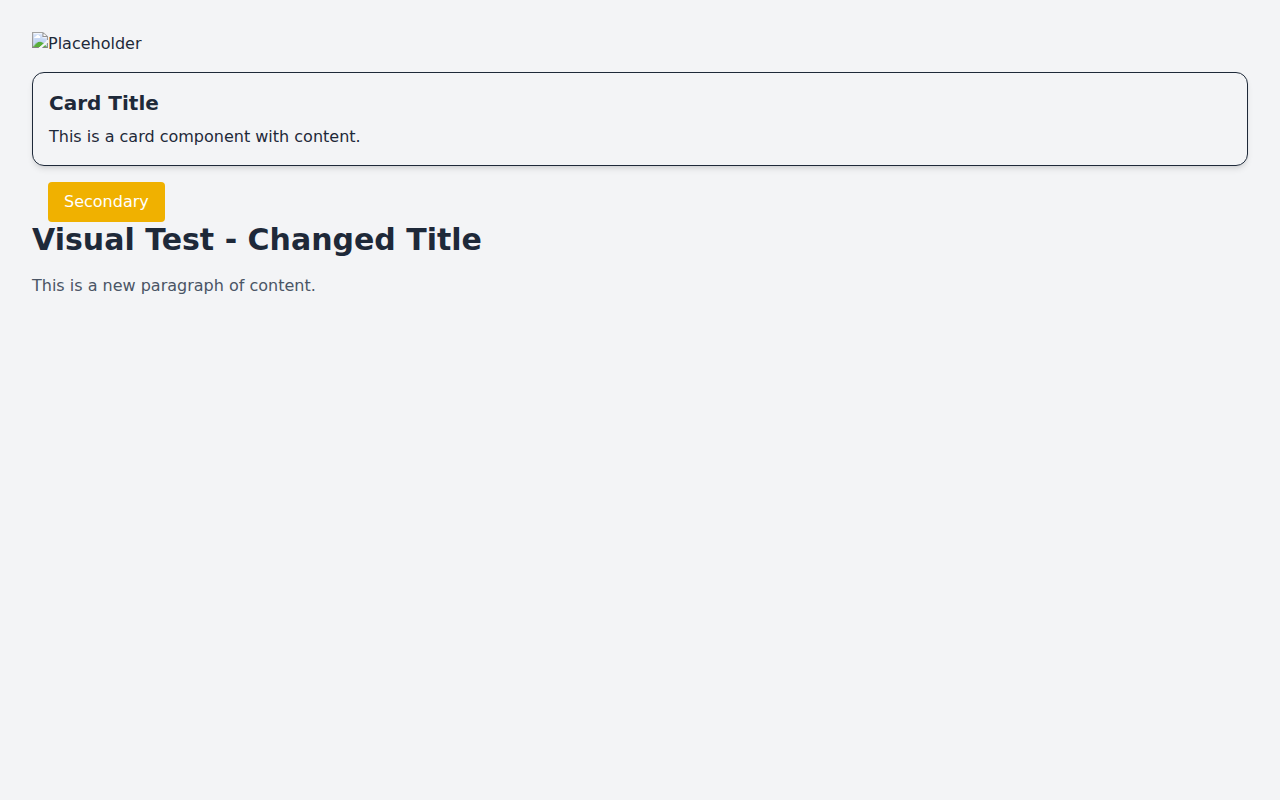 Placeholder
Card Title
This is a card component with content.
Secondary
Visual Test - Changed Title
This is a new paragraph of content.